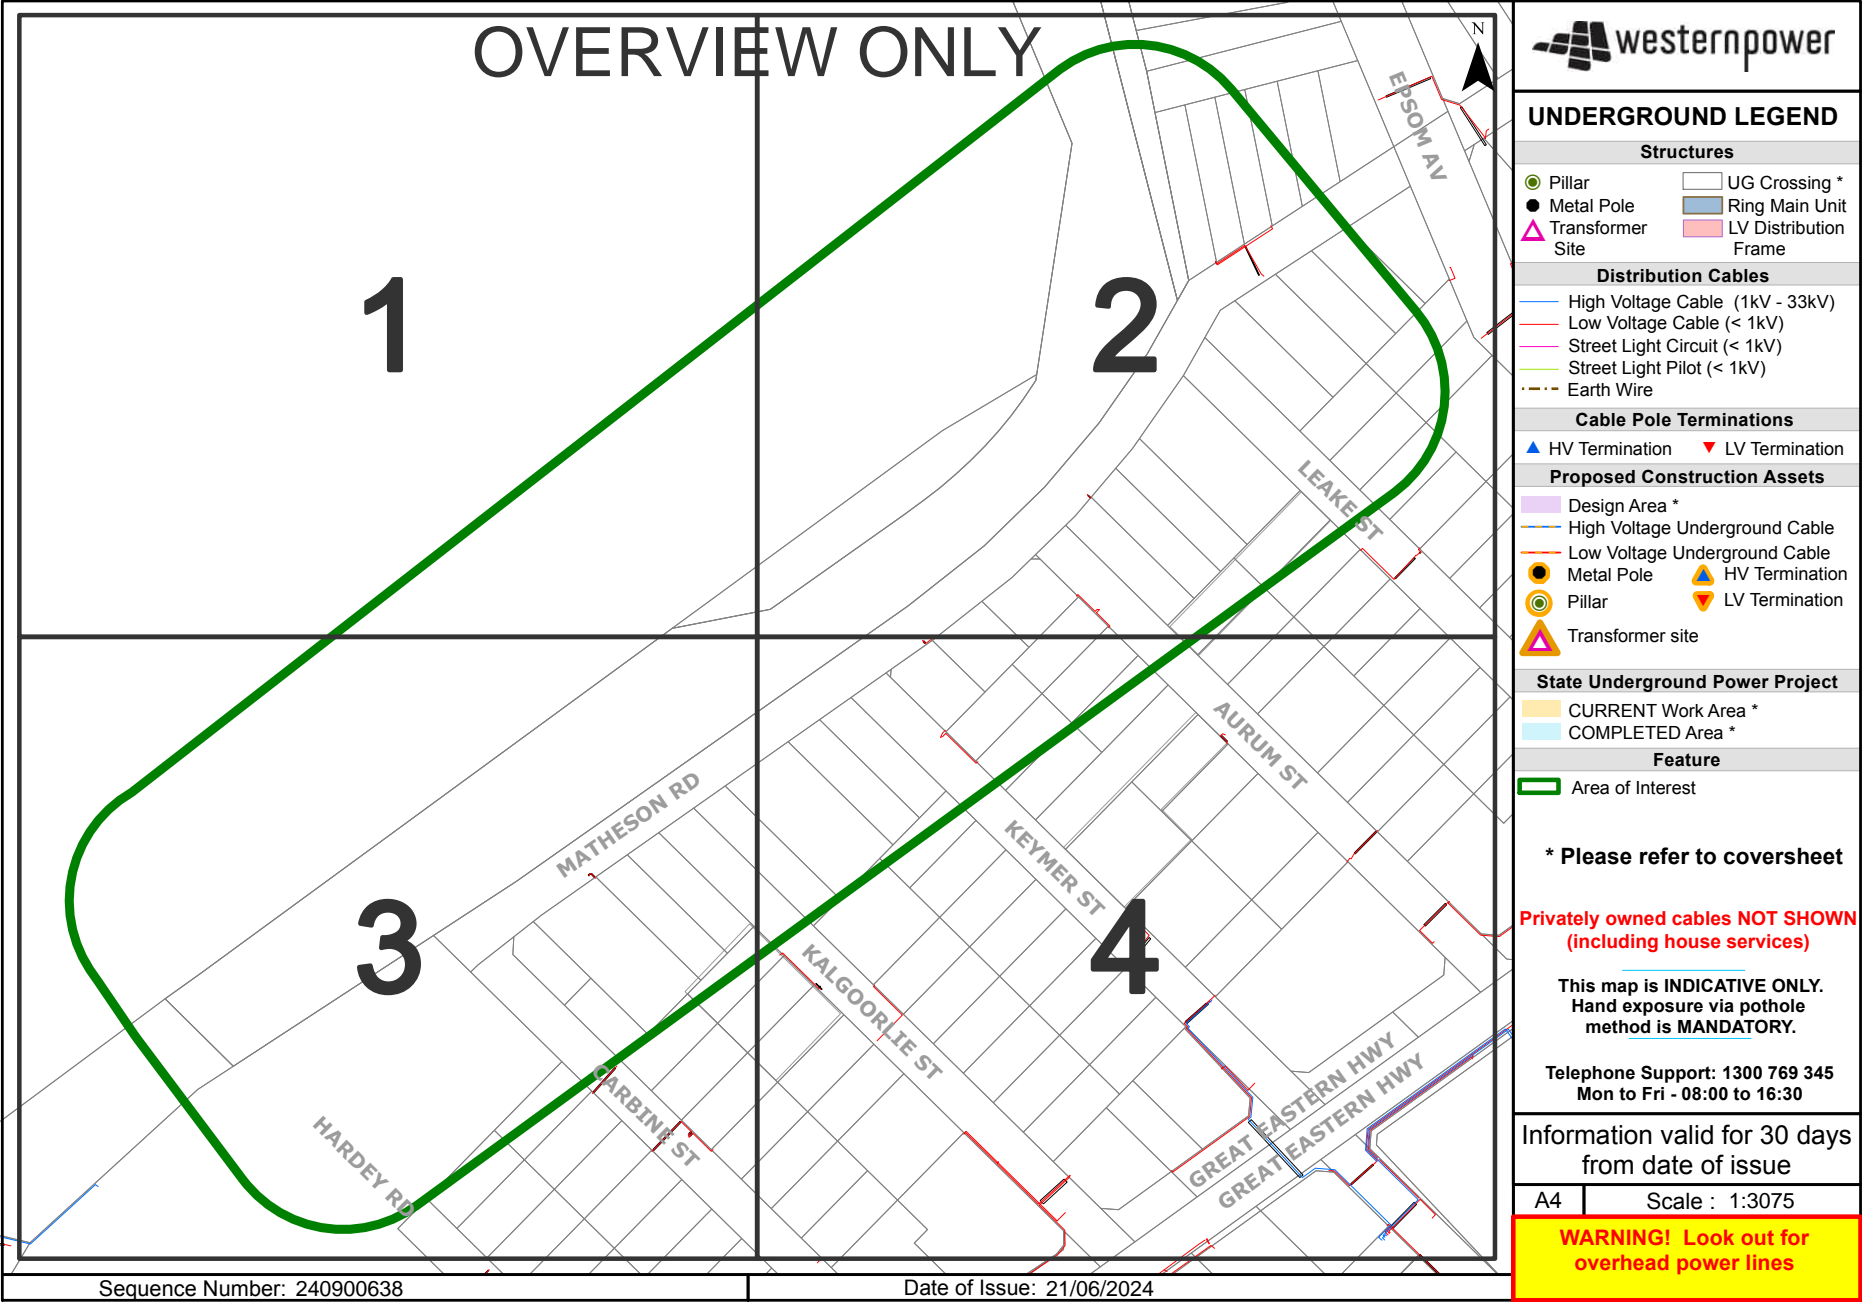 OVERVIEW ONLY
N
1
2
3
4
EPSOM AV
LEAKE ST
AURUM ST
MATHESON RD
KEYMER ST
KALGOORLIE ST
CARBINE ST
HARDEY RD
GREAT EASTERN HWY
GREAT EASTERN HWY
westernpower
UNDERGROUND LEGEND
Structures
Pillar
UG Crossing *
Metal Pole
Ring Main Unit
Transformer
Site
LV Distribution
Frame
Distribution Cables
High Voltage Cable (1kV - 33kV)
Low Voltage Cable (< 1kV)
Street Light Circuit (< 1kV)
Street Light Pilot (< 1kV)
Earth Wire
Cable Pole Terminations
HV Termination
LV Termination
Proposed Construction Assets
Design Area *
High Voltage Underground Cable
Low Voltage Underground Cable
Metal Pole
HV Termination
Pillar
LV Termination
Transformer site
State Underground Power Project
CURRENT Work Area *
COMPLETED Area *
Feature
Area of Interest
* Please refer to coversheet
Privately owned cables NOT SHOWN
(including house services)
This map is INDICATIVE ONLY.
Hand exposure via pothole
method is MANDATORY.
Telephone Support: 1300 769 345
Mon to Fri - 08:00 to 16:30
Information valid for 30 days
from date of issue
A4
Scale : 1:3075
WARNING! Look out for
overhead power lines
Sequence Number: 240900638
Date of Issue: 21/06/2024